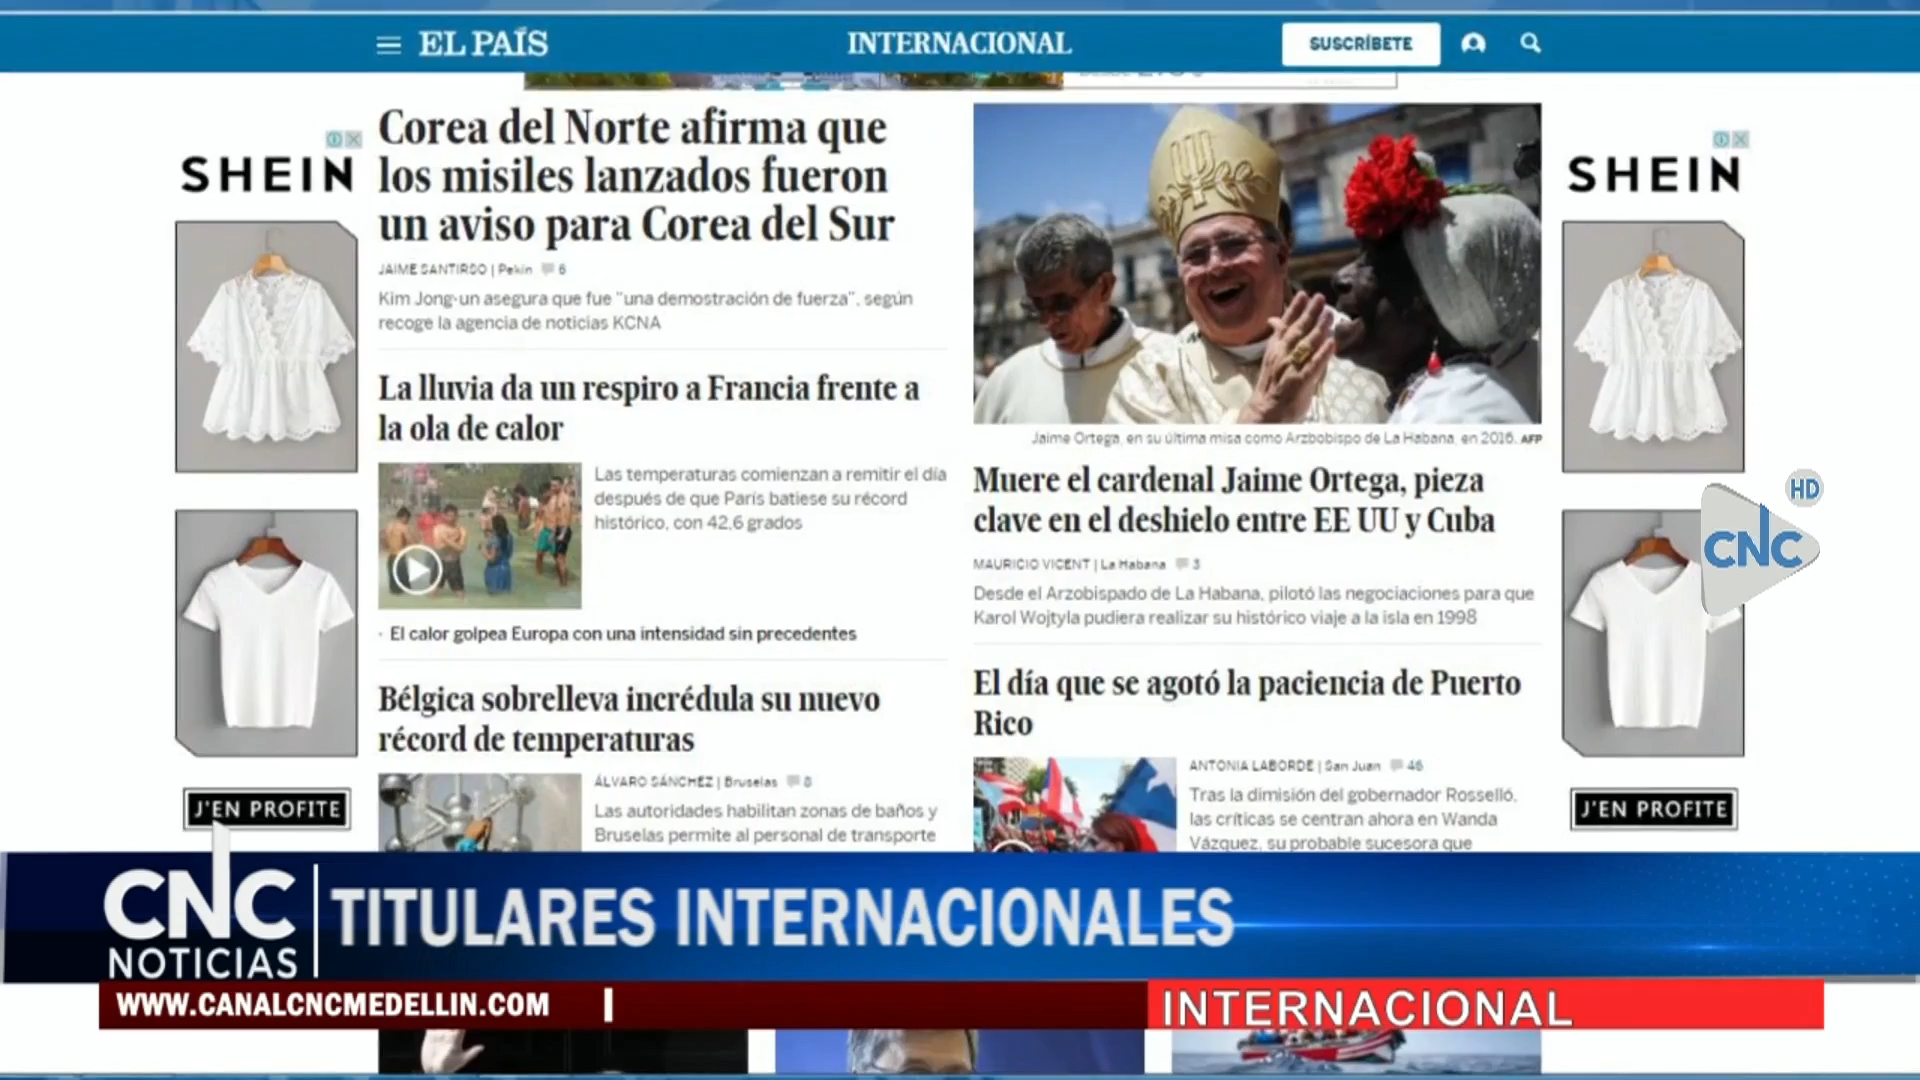 EL PAÍS
INTERNACIONAL
SUSCRÍBETE
SHEIN
Corea del Norte afirma que
los misiles lanzados fueron
un aviso para Corea del Sur
JAIME SANTIRSO | Pekín 6
Kim Jong-un asegura que fue "una demostración de fuerza", según
recoge la agencia de noticias KCNA
La lluvia da un respiro a Francia frente a
la ola de calor
Las temperaturas comienzan a remitir el día
después de que París batiese su récord
histórico, con 42,6 grados
· El calor golpea Europa con una intensidad sin precedentes
Bélgica sobrelleva incrédula su nuevo
récord de temperaturas
ÁLVARO SÁNCHEZ | Bruselas 8
Las autoridades habilitan zonas de baños y
Bruselas permite al personal de transporte
J'EN PROFITE
Jaime Ortega, en su última misa como Arzbobispo de La Habana, en 2016. AFP
Muere el cardenal Jaime Ortega, pieza
clave en el deshielo entre EE UU y Cuba
MAURICIO VICENT | La Habana 3
Desde el Arzobispado de La Habana, pilotó las negociaciones para que
Karol Wojtyla pudiera realizar su histórico viaje a la isla en 1998
El día que se agotó la paciencia de Puerto
Rico
ANTONIA LABORDE | San Juan 46
Tras la dimisión del gobernador Rosselló,
las críticas se centran ahora en Wanda
Vázquez, su probable sucesora que
SHEIN
J'EN PROFITE
HD
CNC
CNC
NOTICIAS
TITULARES INTERNACIONALES
WWW.CANALCNCMEDELLIN.COM
INTERNACIONAL